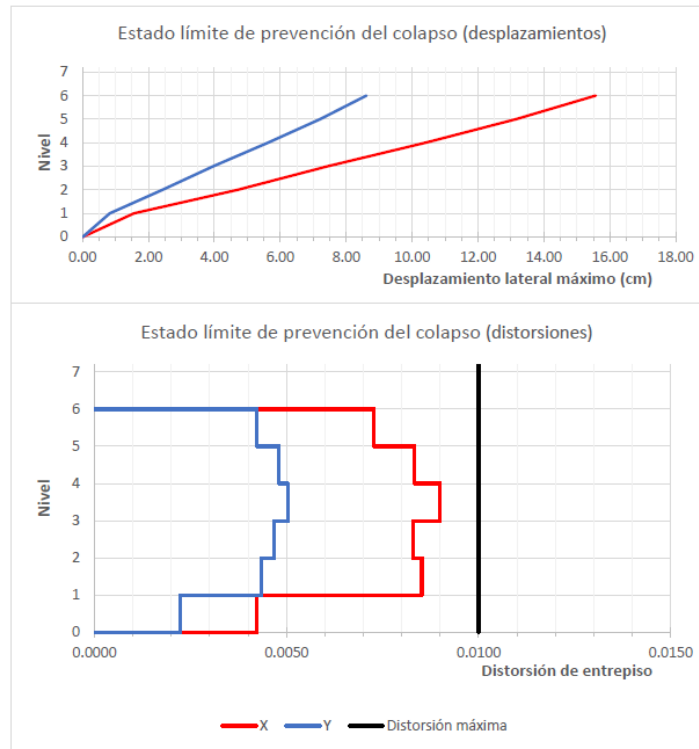 Estado límite de prevención del colapso (desplazamientos)
7
6
5
4
3
2
1
0
Nivel
0.00 2.00 4.00 6.00 8.00 10.00 12.00 14.00 16.00 18.00
Desplazamiento lateral máximo (cm)
Estado límite de prevención del colapso (distorsiones)
7
6
5
4
3
2
1
0
Nivel
0.0000 0.0050 0.0100 0.0150
Distorsión de entrepiso
X Y Distorsión máxima